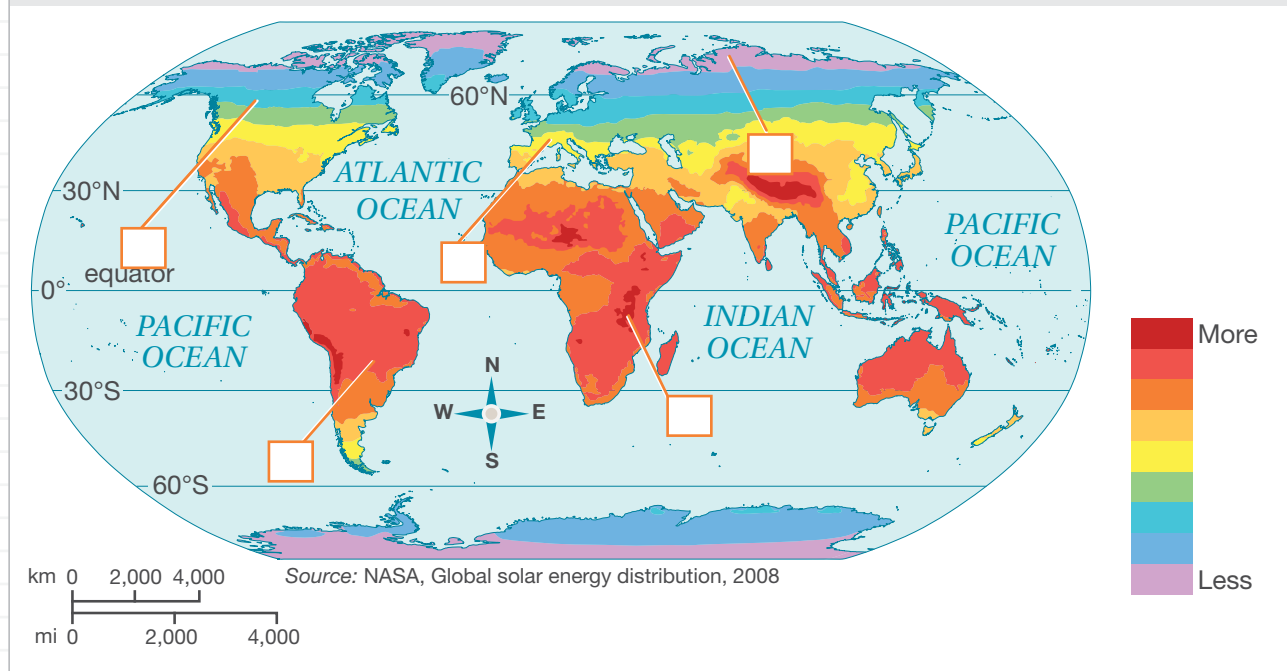 60°N
ATLANTIC
OCEAN
30°N
PACIFIC
OCEAN
equator
0°
PACIFIC
OCEAN
INDIAN
OCEAN
More
N
30°S
W E
S
60°S
Less
km 0 2,000 4,000
Source: NASA, Global solar energy distribution, 2008
mi 0 2,000 4,000